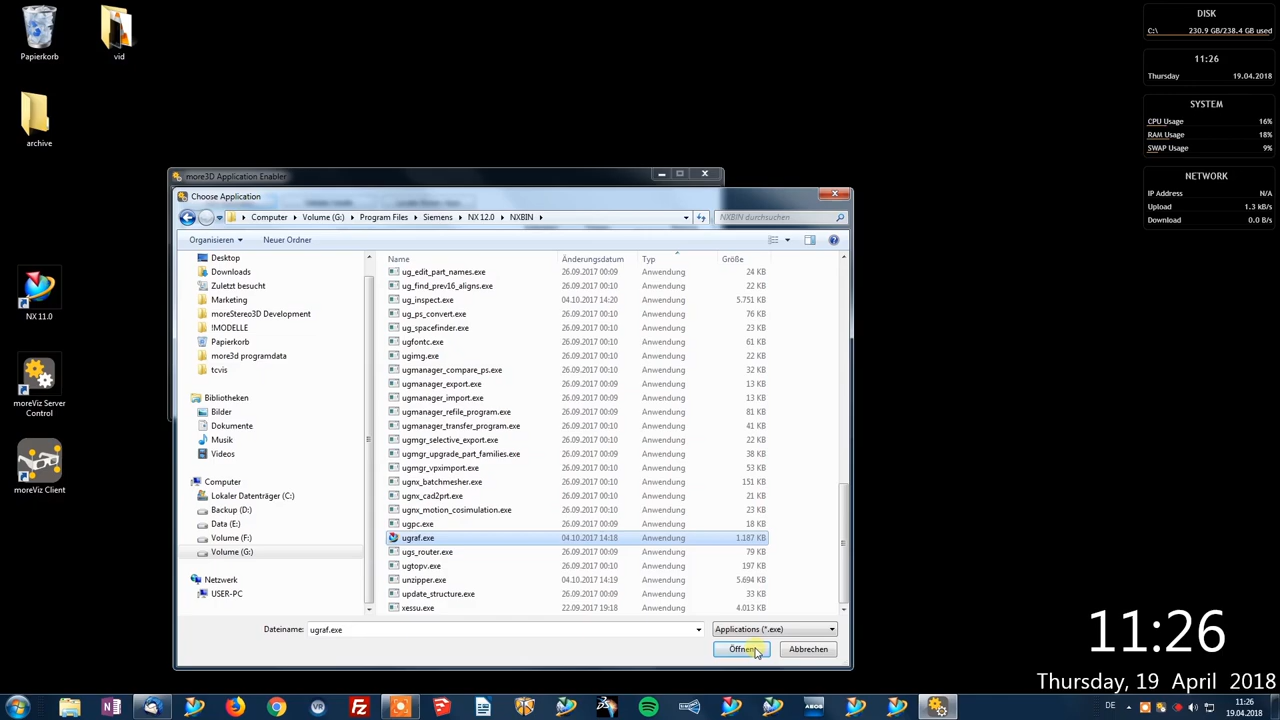 Papierkorb
vid
archive
NX 11.0
moreViz Server
Control
moreViz Client
DISK
C:\ 230.9 GB/238.4 GB used
11:26
Thursday 19.04.2018
SYSTEM
CPU Usage 16%
RAM Usage 18%
SWAP Usage 9%
NETWORK
IP Address N/A
Upload 1.3 kB/s
Download 0.0 B/s
more3D Application Enabler
Choose Application
Computer Volume (G:) Program Files Siemens NX 12.0 NXBIN
NXBIN durchsuchen
Organisieren Neuer Ordner
Desktop
Downloads
Zuletzt besucht
Marketing
moreStereo3D Development
!MODELLE
Papierkorb
more3d programdata
tcvis
Bibliotheken
Bilder
Dokumente
Musik
Videos
Computer
Lokaler Datenträger (C:)
Backup (D:)
Data (E:)
Volume (F:)
Volume (G:)
Netzwerk
USER-PC
Name Änderungsdatum Typ Größe
ug_edit_part_names.exe 26.09.2017 00:09 Anwendung 24 KB
ug_find_prev16_aligns.exe 26.09.2017 00:10 Anwendung 22 KB
ug_inspect.exe 04.10.2017 14:20 Anwendung 5.751 KB
ug_ps_convert.exe 26.09.2017 00:10 Anwendung 76 KB
ug_spacefinder.exe 26.09.2017 00:10 Anwendung 23 KB
ugfontc.exe 26.09.2017 00:10 Anwendung 61 KB
ugimg.exe 26.09.2017 00:10 Anwendung 22 KB
ugmanager_compare_ps.exe 26.09.2017 00:10 Anwendung 32 KB
ugmanager_export.exe 26.09.2017 00:09 Anwendung 13 KB
ugmanager_import.exe 26.09.2017 00:10 Anwendung 13 KB
ugmanager_refile_program.exe 26.09.2017 00:10 Anwendung 81 KB
ugmanager_transfer_program.exe 26.09.2017 00:10 Anwendung 41 KB
ugmgr_selective_export.exe 26.09.2017 00:10 Anwendung 22 KB
ugmgr_upgrade_part_families.exe 26.09.2017 00:09 Anwendung 38 KB
ugmgr_vpximport.exe 26.09.2017 00:10 Anwendung 53 KB
ugnx_batchmesher.exe 26.09.2017 00:10 Anwendung 151 KB
ugnx_cad2prt.exe 26.09.2017 00:10 Anwendung 21 KB
ugnx_motion_cosimulation.exe 26.09.2017 00:10 Anwendung 23 KB
ugpc.exe 26.09.2017 00:09 Anwendung 18 KB
ugraf.exe 04.10.2017 14:18 Anwendung 1.187 KB
ugs_router.exe 26.09.2017 00:09 Anwendung 79 KB
ugtopv.exe 26.09.2017 00:10 Anwendung 197 KB
unzipper.exe 04.10.2017 14:19 Anwendung 5.694 KB
update_structure.exe 26.09.2017 00:09 Anwendung 33 KB
xessu.exe 22.09.2017 19:18 Anwendung 4.013 KB
Dateiname: ugraf.exe Applications (*.exe)
Öffnen Abbrechen
11:26
Thursday, 19 April 2018
DE
11:26
19.04.2018